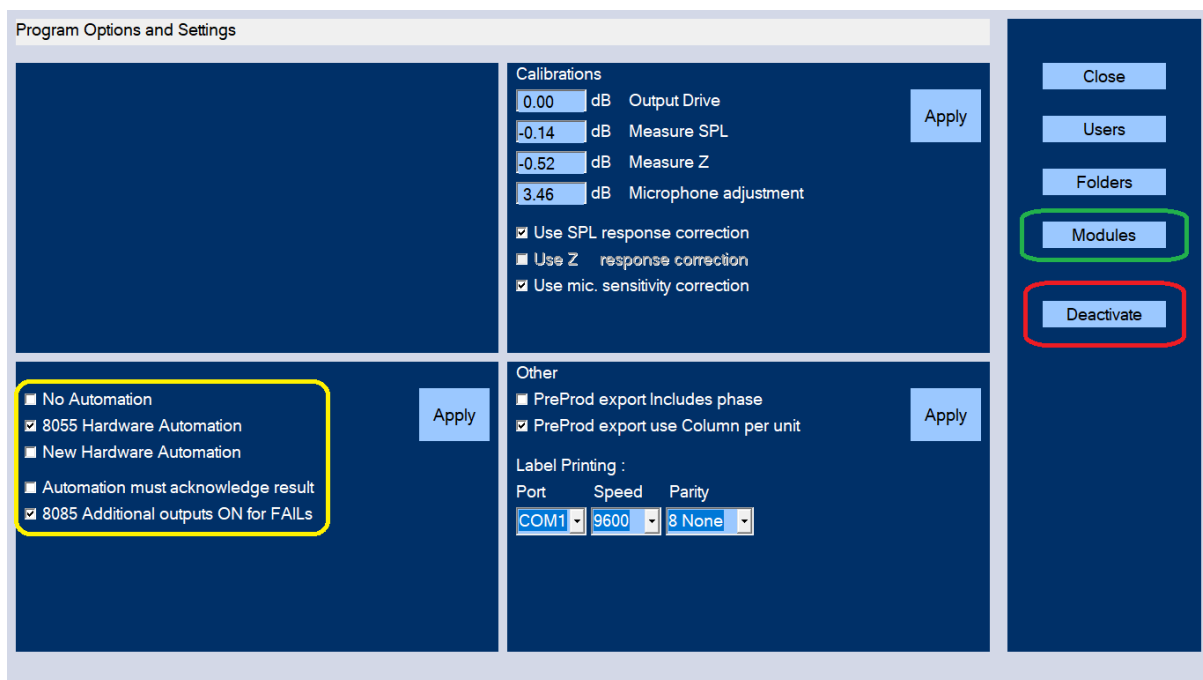 Program Options and Settings
Calibrations
0.00 dB Output Drive
-0.14 dB Measure SPL
-0.52 dB Measure Z
3.46 dB Microphone adjustment
Apply
Use SPL response correction
Use Z response correction
Use mic. sensitivity correction
No Automation
8055 Hardware Automation
New Hardware Automation
Automation must acknowledge result
8085 Additional outputs ON for FAILs
Apply
Other
PreProd export Includes phase
PreProd export use Column per unit
Apply
Label Printing :
Port Speed Parity
COM1 9600 8 None
Close
Users
Folders
Modules
Deactivate